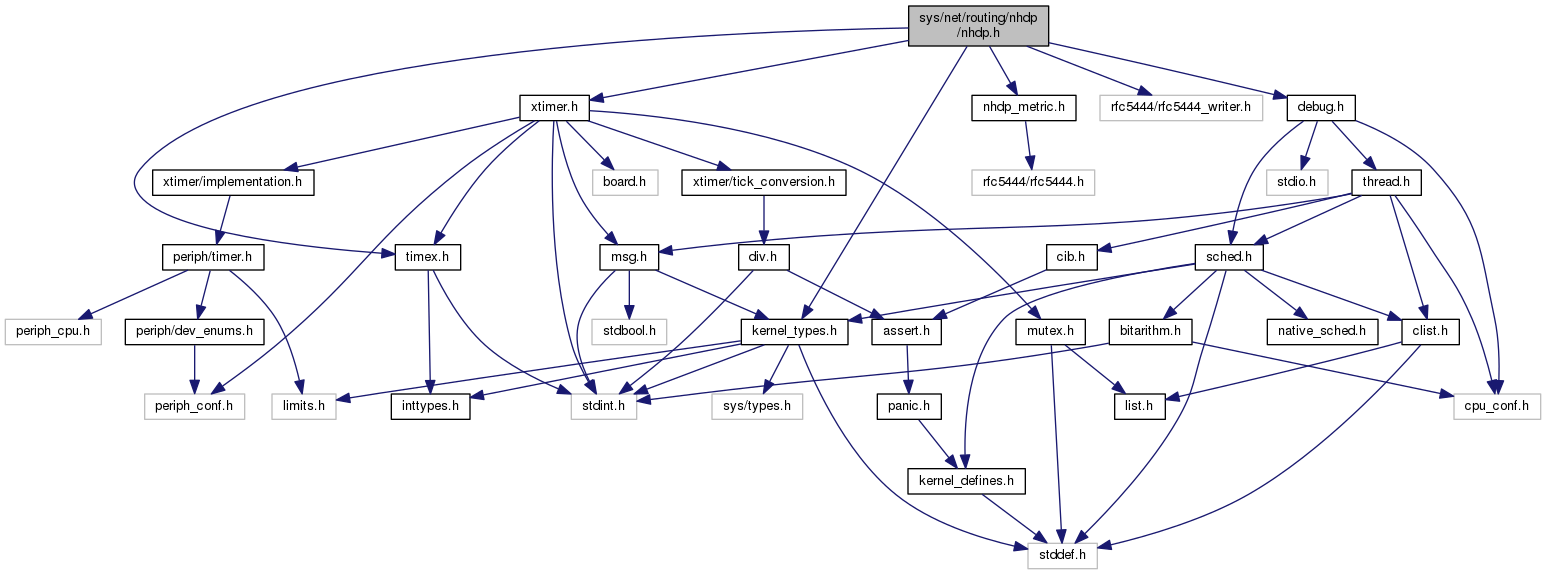 sys/net/routing/nhdp
/nhdp.h
xtimer.h
nhdp_metric.h
rfc5444/rfc5444_writer.h
debug.h
xtimer/implementation.h
board.h
xtimer/tick_conversion.h
rfc5444/rfc5444.h
stdio.h
thread.h
periph/timer.h
timex.h
msg.h
div.h
cib.h
sched.h
periph_cpu.h
periph/dev_enums.h
stdbool.h
kernel_types.h
assert.h
mutex.h
bitarithm.h
native_sched.h
clist.h
periph_conf.h
limits.h
inttypes.h
stdint.h
sys/types.h
panic.h
list.h
cpu_conf.h
kernel_defines.h
stddef.h